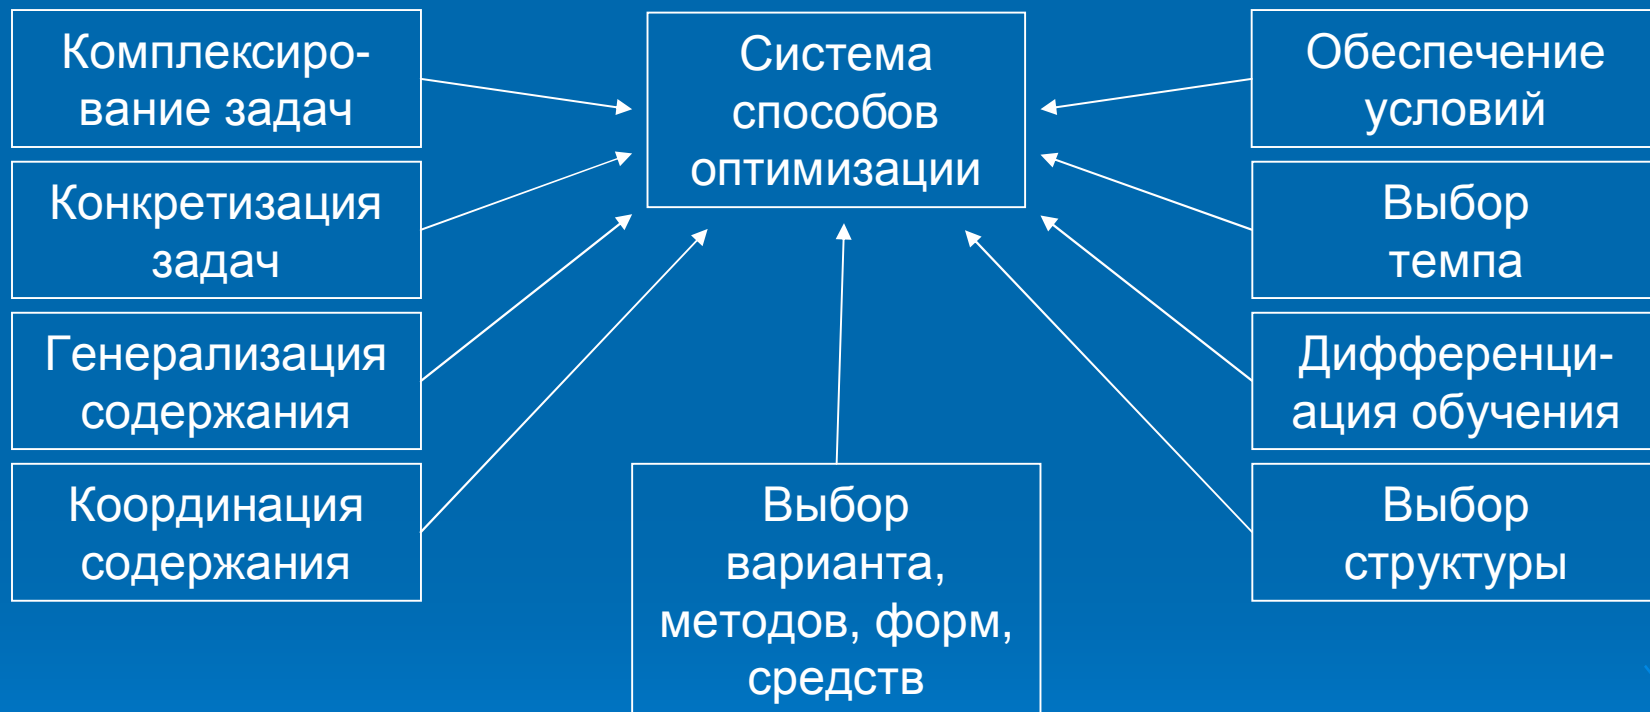 Комплексиро-
вание задач
Конкретизация
задач
Генерализация
содержания
Координация
содержания
Система
способов
оптимизации
Выбор
варианта,
методов, форм,
средств
Обеспечение
условий
Выбор
темпа
Дифференци-
ация обучения
Выбор
структуры